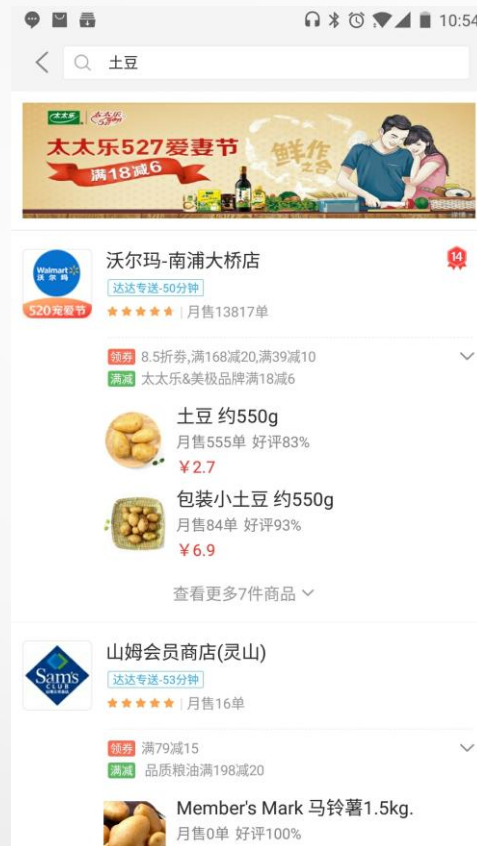 10:54
土豆
太太乐
太太乐527爱妻节
满18减6
鲜作
之合
沃尔玛-南浦大桥店
14
Walmart
沃尔玛
520宠爱节
达达专送-50分钟
月售13817单
领券 8.5折券,满168减20,满39减10
满减 太太乐&美极品牌满18减6
土豆 约550g
月售555单 好评83%
￥2.7
包装小土豆 约550g
月售84单 好评93%
￥6.9
查看更多7件商品
山姆会员商店(灵山)
Sam's
CLUB
达达专送-53分钟
月售16单
领券 满79减15
满减 品质粮油满198减20
Member's Mark 马铃薯1.5kg.
月售0单 好评100%